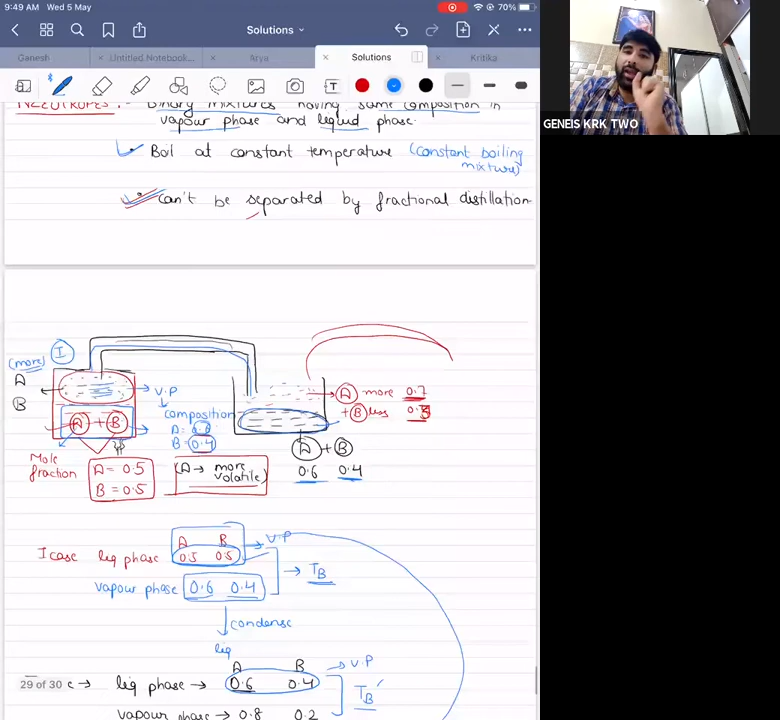 9:49 AM Wed 5 May
70%
Solutions
Ganesh
Untitled Notebook...
Arya
Solutions
Kritika
GENEIS KRK TWO
AZEOTROPES :- Binary mixtures having same composition in
vapour phase and liquid phase.
Boil at constant temperature (constant boiling
mixture)
Can't be separated by fractional distillation
(more) I
A
B
V.P
composition
A= 0.6
B= 0.4
A + B
A more 0.7
+ B less 0.3
A + B
0.6 0.4
Mole
fraction
A = 0.5
B = 0.5
(A → more
volatile)
A B
I case liq phase 0.5 0.5 → V.P
vapour phase 0.6 0.4
→ TB
condense
liq
A B
29 of 30 c → liq phase → 0.6 0.4 → V.P
TB'
vapour phase → 0.8 0.2